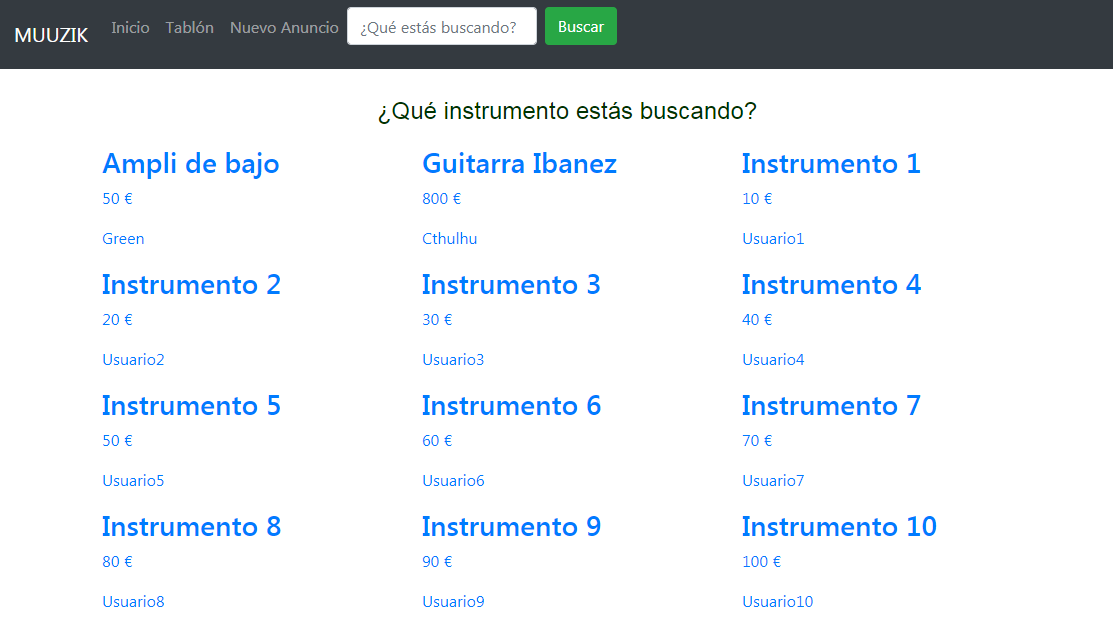 MUUZIK Inicio Tablón Nuevo Anuncio ¿Qué estás buscando? Buscar
¿Qué instrumento estás buscando?
Ampli de bajo
50 €
Green
Guitarra Ibanez
800 €
Cthulhu
Instrumento 1
10 €
Usuario1
Instrumento 2
20 €
Usuario2
Instrumento 3
30 €
Usuario3
Instrumento 4
40 €
Usuario4
Instrumento 5
50 €
Usuario5
Instrumento 6
60 €
Usuario6
Instrumento 7
70 €
Usuario7
Instrumento 8
80 €
Usuario8
Instrumento 9
90 €
Usuario9
Instrumento 10
100 €
Usuario10